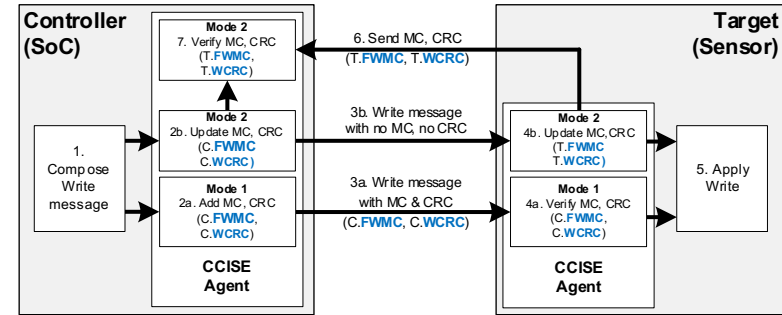 Controller
(SoC)
Target
(Sensor)
Mode 2
7. Verify MC, CRC
(T.FWMC,
T.WCRC)
6. Send MC, CRC
(T.FWMC, T.WCRC)
1.
Compose
Write
message
Mode 2
2b. Update MC, CRC
(C.FWMC
C.WCRC)
3b. Write message
with no MC, no CRC
Mode 2
4b. Update MC,CRC
(T.FWMC
T.WCRC)
5. Apply
Write
Mode 1
2a. Add MC, CRC
(C.FWMC,
C.WCRC)
3a. Write message
with MC & CRC
(C.FWMC, C.WCRC)
Mode 1
4a. Verify MC, CRC
(C.FWMC,
C.WCRC)
CCISE
Agent
CCISE
Agent